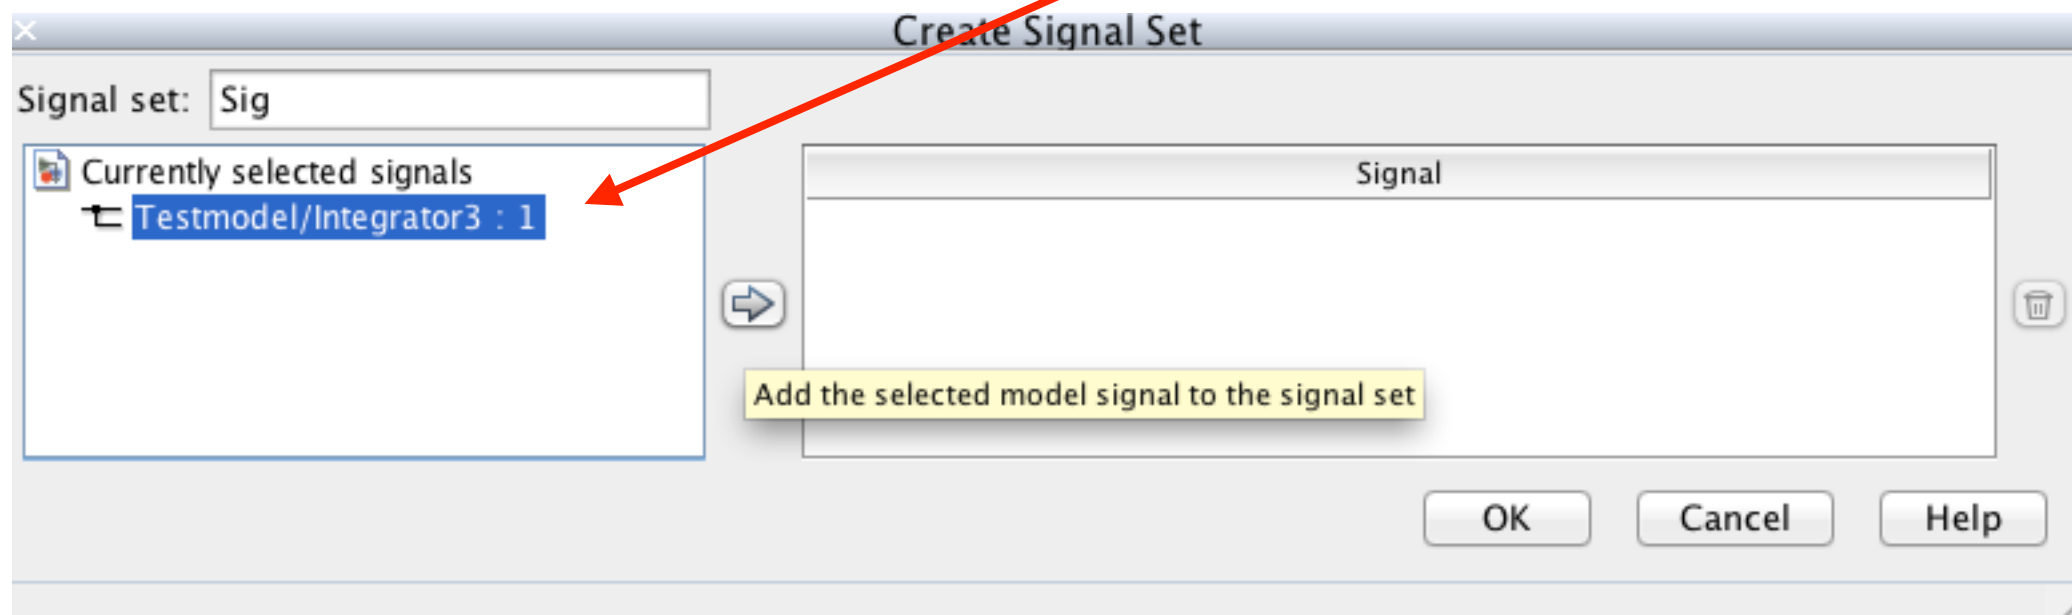 Create Signal Set
Signal set: Sig
Currently selected signals
Testmodel/Integrator3 : 1
Signal
Add the selected model signal to the signal set
OK Cancel Help